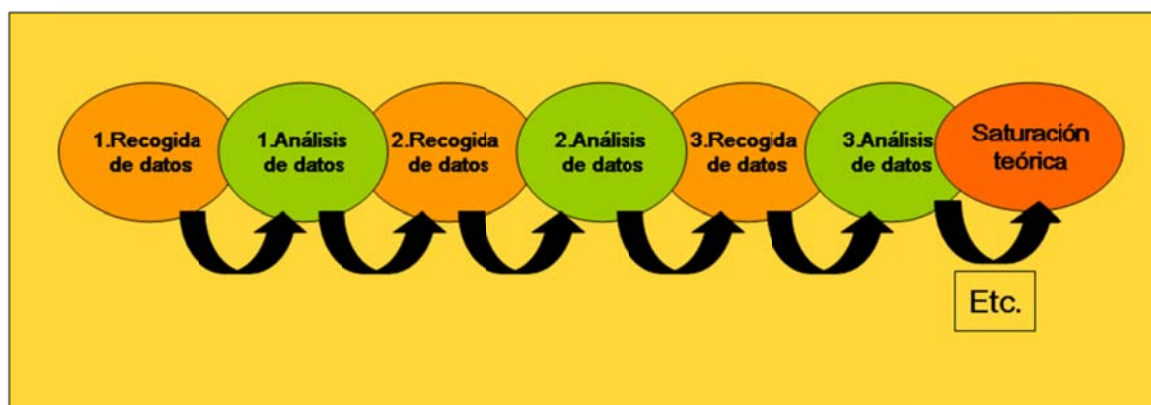 1.Recogida
de datos
1.Análisis
de datos
2.Recogida
de datos
2.Análisis
de datos
3.Recogida
de datos
3.Análisis
de datos
Saturación
teórica
Etc.